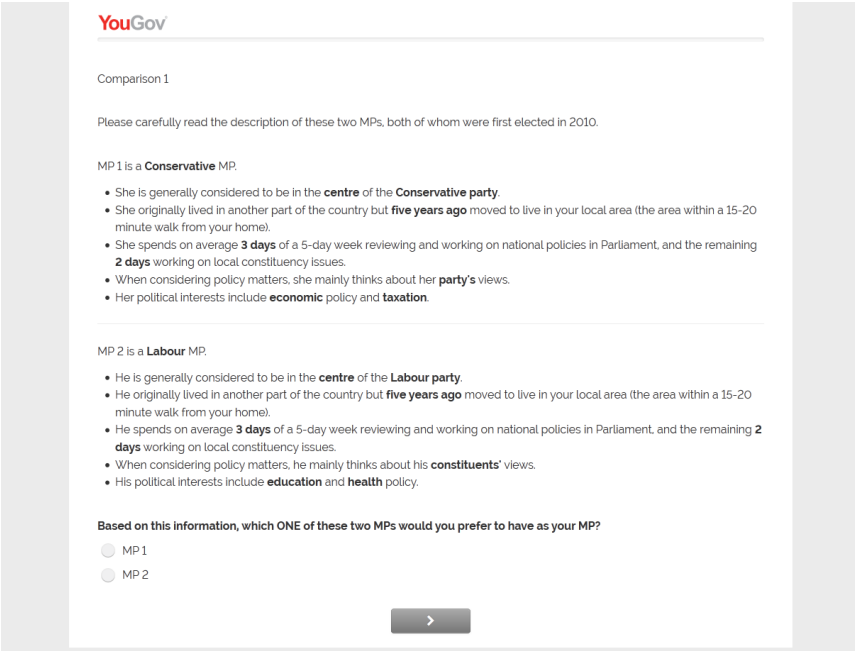 YouGov
Comparison 1
Please carefully read the description of these two MPs, both of whom were first elected in 2010.
MP 1 is a Conservative MP.
• She is generally considered to be in the centre of the Conservative party.
• She originally lived in another part of the country but five years ago moved to live in your local area (the area within a 15-20
minute walk from your home).
• She spends on average 3 days of a 5-day week reviewing and working on national policies in Parliament, and the remaining
2 days working on local constituency issues.
• When considering policy matters, she mainly thinks about her party's views.
• Her political interests include economic policy and taxation.
MP 2 is a Labour MP.
• He is generally considered to be in the centre of the Labour party.
• He originally lived in another part of the country but five years ago moved to live in your local area (the area within a 15-20
minute walk from your home).
• He spends on average 3 days of a 5-day week reviewing and working on national policies in Parliament, and the remaining 2
days working on local constituency issues.
• When considering policy matters, he mainly thinks about his constituents' views.
• His political interests include education and health policy.
Based on this information, which ONE of these two MPs would you prefer to have as your MP?
MP 1
MP 2